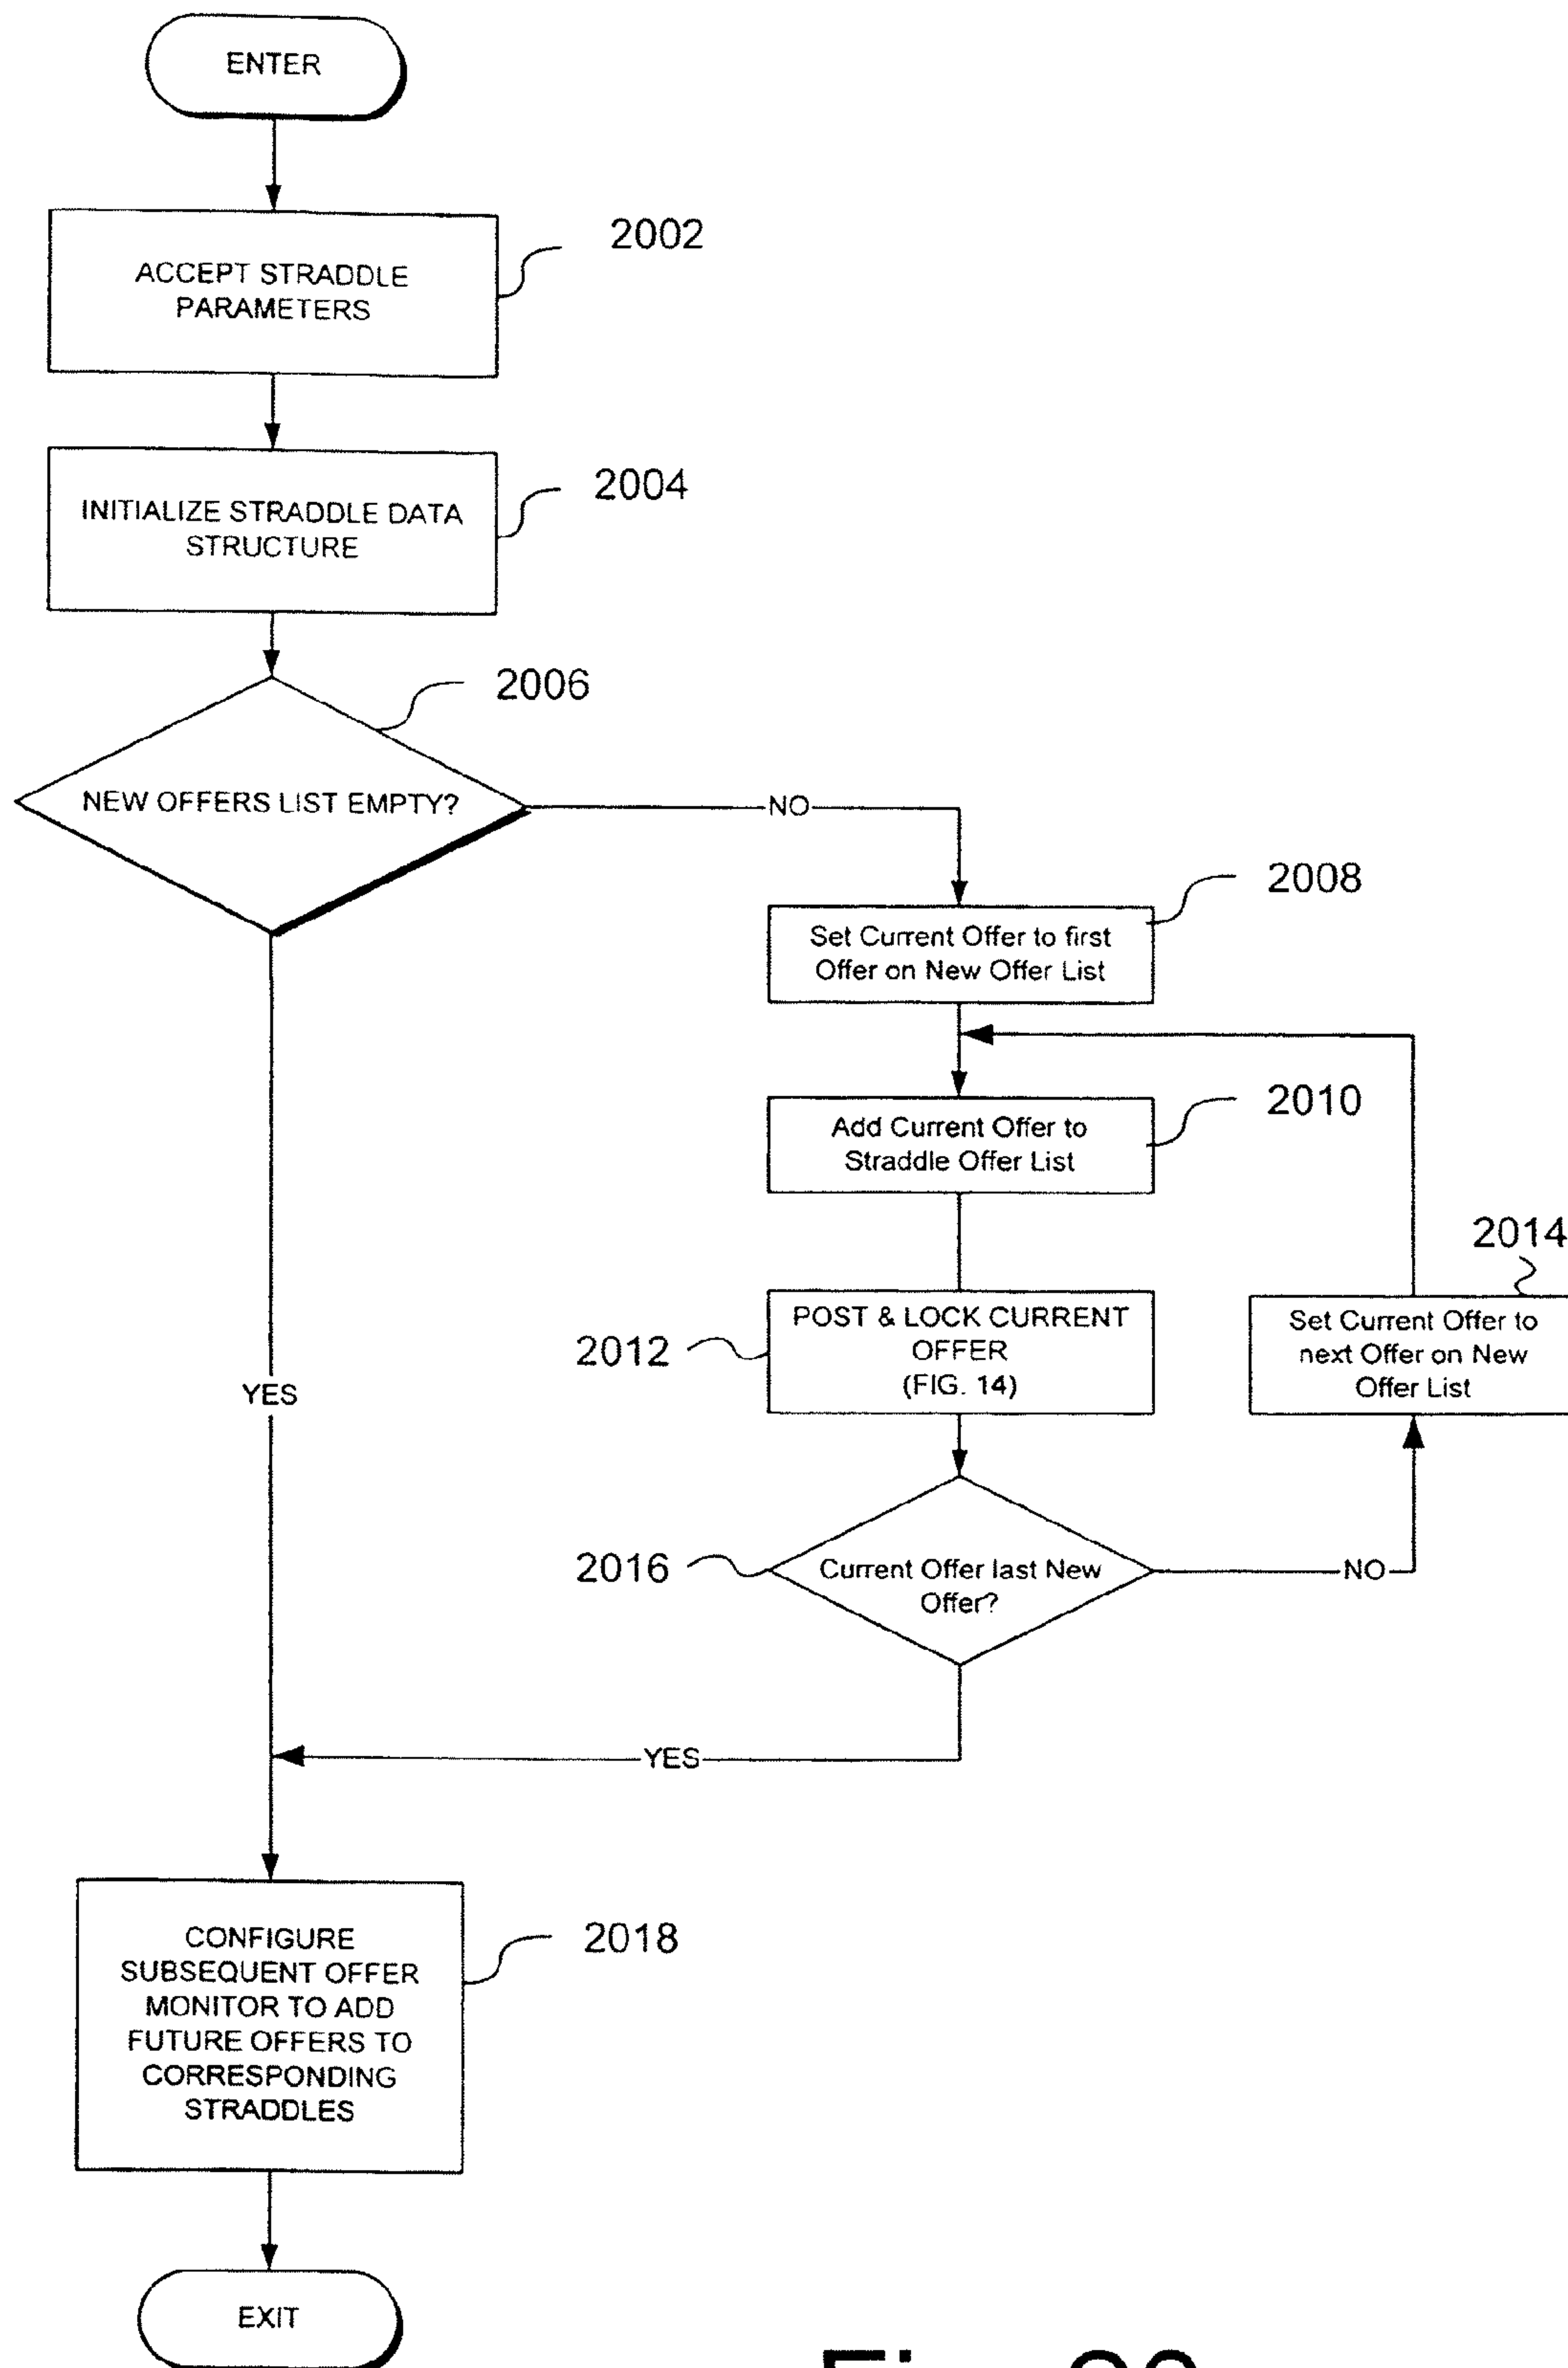 ENTER
ACCEPT STRADDLE
PARAMETERS
2002
INITIALIZE STRADDLE DATA
STRUCTURE
2004
NEW OFFERS LIST EMPTY?
2006
NO
Set Current Offer to first
Offer on New Offer List
2008
Add Current Offer to
Straddle Offer List
2010
POST & LOCK CURRENT
OFFER
(FIG. 14)
2012
2014
Set Current Offer to
next Offer on New
Offer List
YES
2016
Current Offer last New
Offer?
NO
YES
CONFIGURE
SUBSEQUENT OFFER
MONITOR TO ADD
FUTURE OFFERS TO
CORRESPONDING
STRADDLES
2018
EXIT